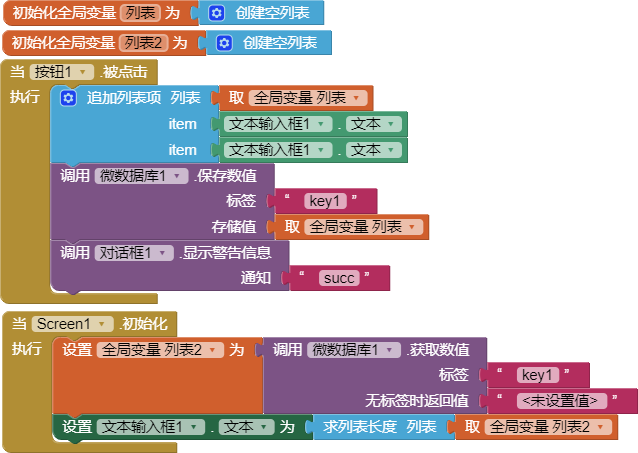 初始化全局变量 列表 为 创建空列表
初始化全局变量 列表2 为 创建空列表
当 按钮1 .被点击
执行 追加列表项 列表 取 全局变量 列表
item 文本输入框1 . 文本
item 文本输入框1 . 文本
调用 微数据库1 .保存数值
标签 “ key1 ”
存储值 取 全局变量 列表
调用 对话框1 .显示警告信息
通知 “ succ ”
当 Screen1 .初始化
执行 设置 全局变量 列表2 为 调用 微数据库1 .获取数值
标签 “ key1 ”
无标签时返回值 “ <未设置值> ”
设置 文本输入框1 . 文本 为 求列表长度 列表 取 全局变量 列表2